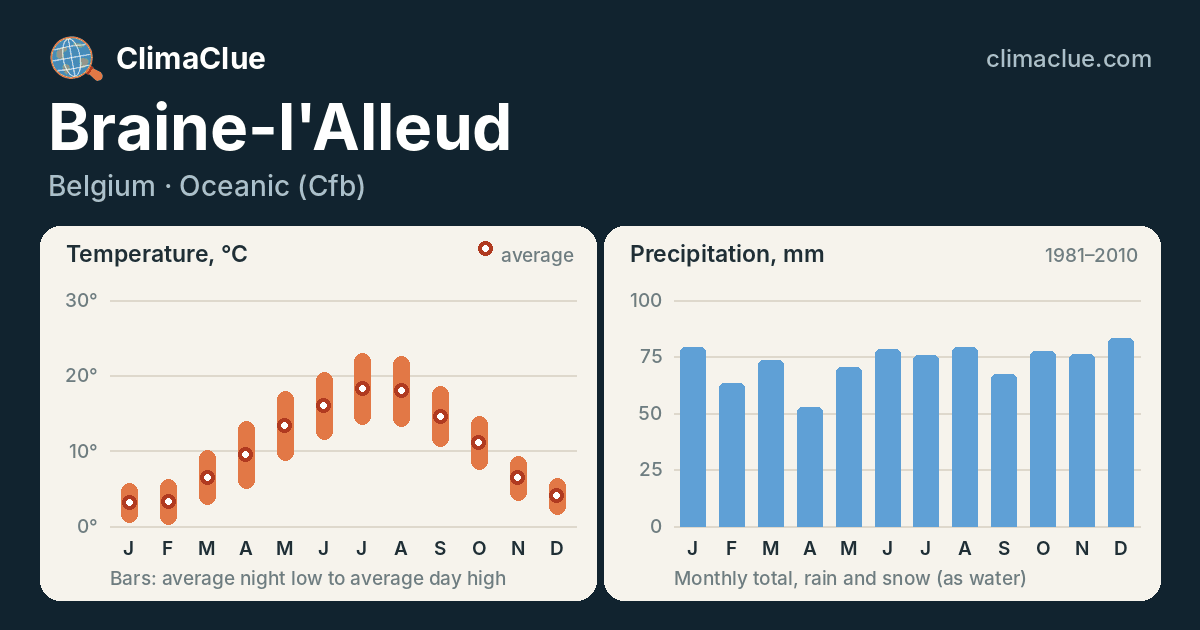 ClimaClue
climaclue.com
Braine-l'Alleud
Belgium · Oceanic (Cfb)
Temperature, °C
average
30°
20°
10°
0°
J F M A M J J A S O N D
Bars: average night low to average day high
Precipitation, mm
1981–2010
100
75
50
25
0
J F M A M J J A S O N D
Monthly total, rain and snow (as water)